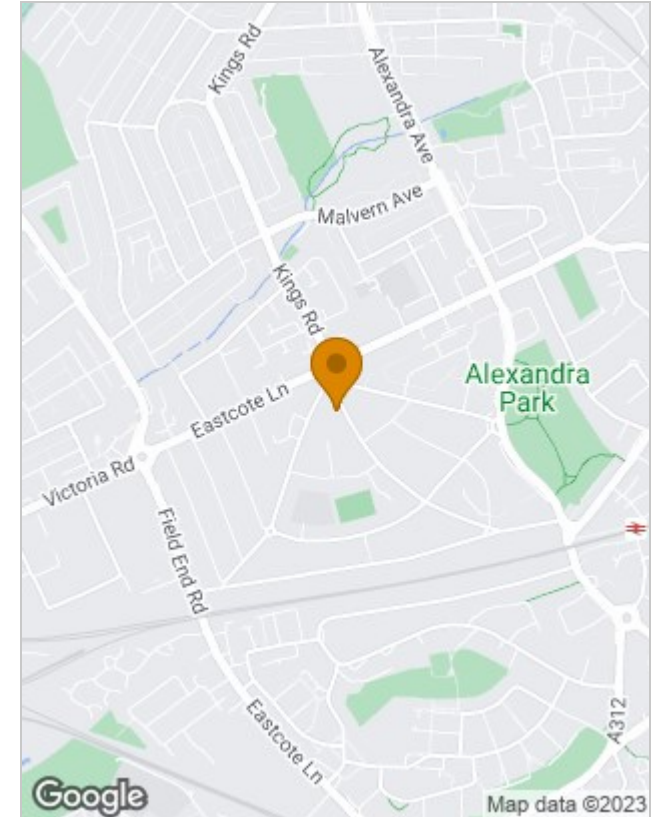 Kings Rd
Alexandra Ave
Malvern Ave
Kings Rd
Alexandra
Park
Eastcote Ln
Victoria Rd
Field End Rd
Eastcote Ln
A312
Google
Map data ©2023